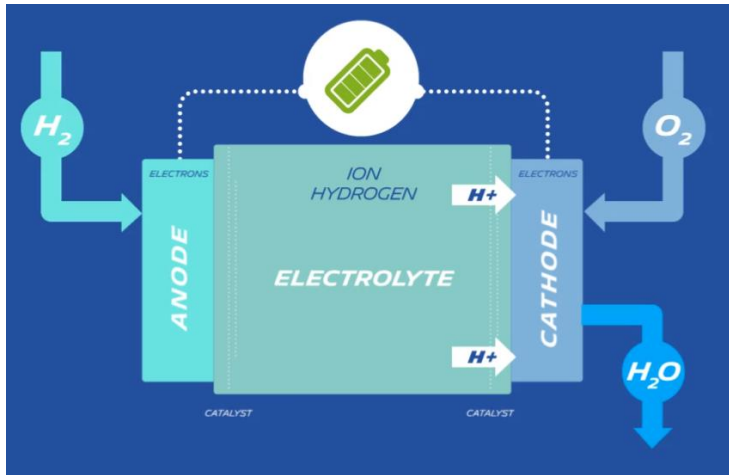 H₂
O₂
ELECTRONS
ION
HYDROGEN
H+
ELECTRONS
ANODE
ELECTROLYTE
CATHODE
H+
H₂O
CATALYST
CATALYST